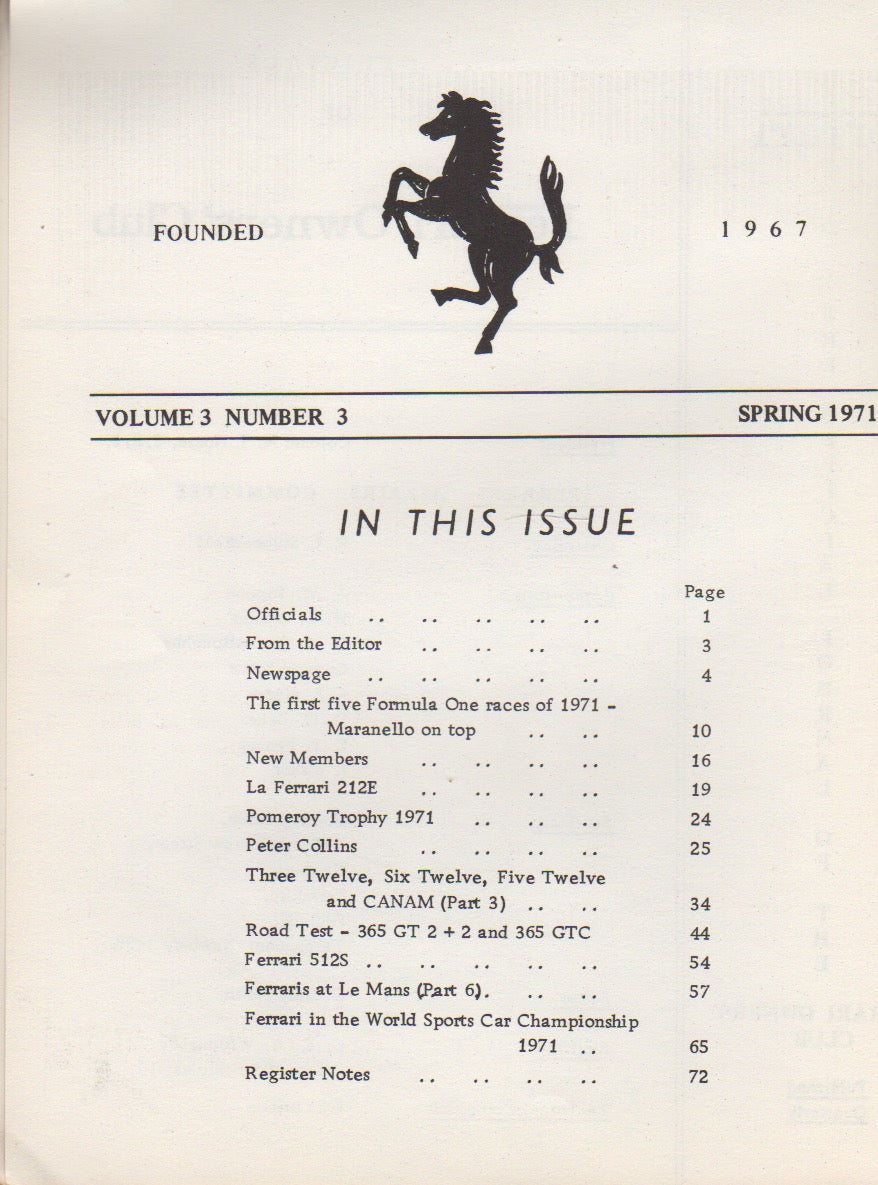 FOUNDED 1967
VOLUME 3 NUMBER 3 SPRING 1971
IN THIS ISSUE
Page
Officials .. .. .. .. .. 1
From the Editor .. .. .. .. 3
Newspage .. .. .. .. .. 4
The first five Formula One races of 1971 -
Maranello on top .. .. 10
New Members .. .. .. .. 16
La Ferrari 212E .. .. .. .. 19
Pomeroy Trophy 1971 .. .. .. 24
Peter Collins .. .. .. .. 25
Three Twelve, Six Twelve, Five Twelve
and CANAM (Part 3) .. .. 34
Road Test - 365 GT 2 + 2 and 365 GTC 44
Ferrari 512S .. .. .. .. .. 54
Ferraris at Le Mans (Part 6). .. .. 57
Ferrari in the World Sports Car Championship
1971 .. 65
Register Notes .. .. .. .. 72